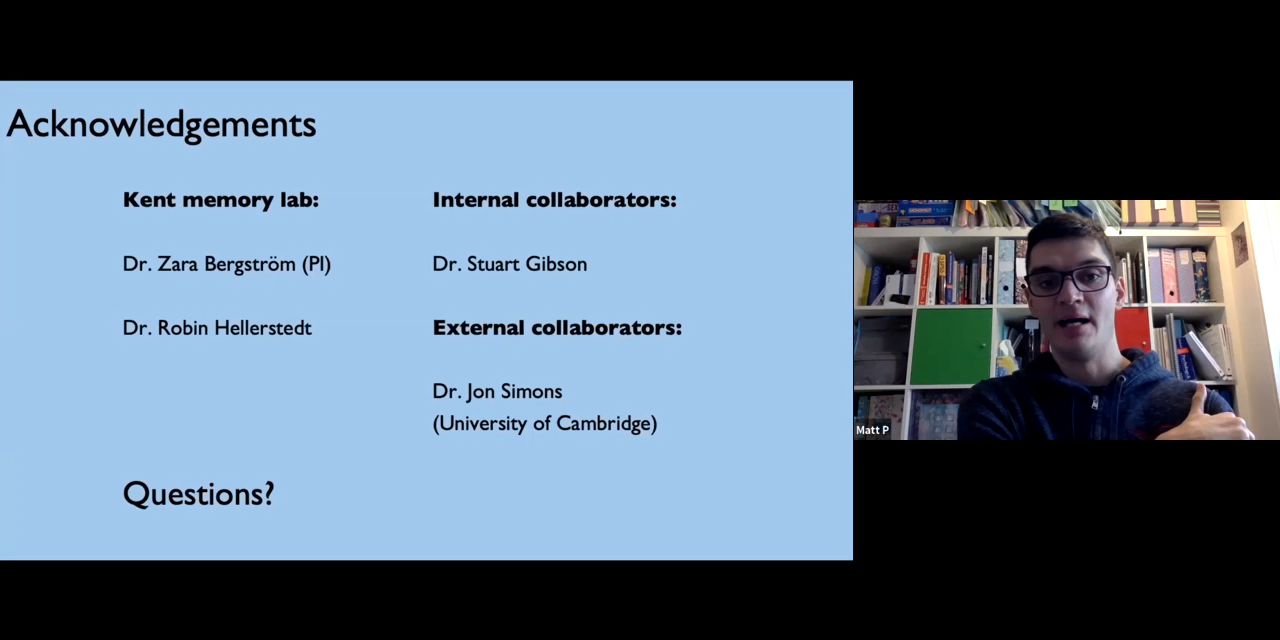 Acknowledgements
Kent memory lab:
Dr. Zara Bergström (PI)
Dr. Robin Hellerstedt
Internal collaborators:
Dr. Stuart Gibson
External collaborators:
Dr. Jon Simons
(University of Cambridge)
Questions?
Matt P